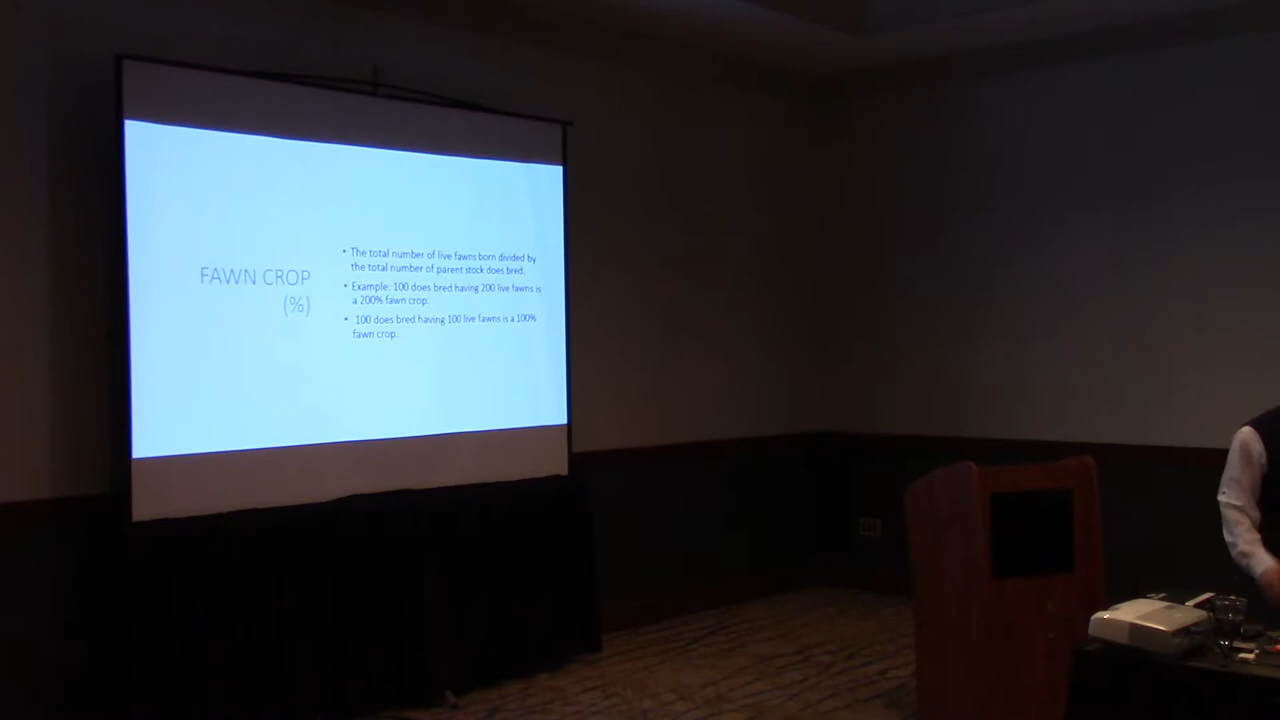 FAWN CROP
(%)
• The total number of live fawns born divided by
the total number of parent stock does bred.
• Example: 100 does bred having 200 live fawns is
a 200% fawn crop.
• 100 does bred having 100 live fawns is a 100%
fawn crop.